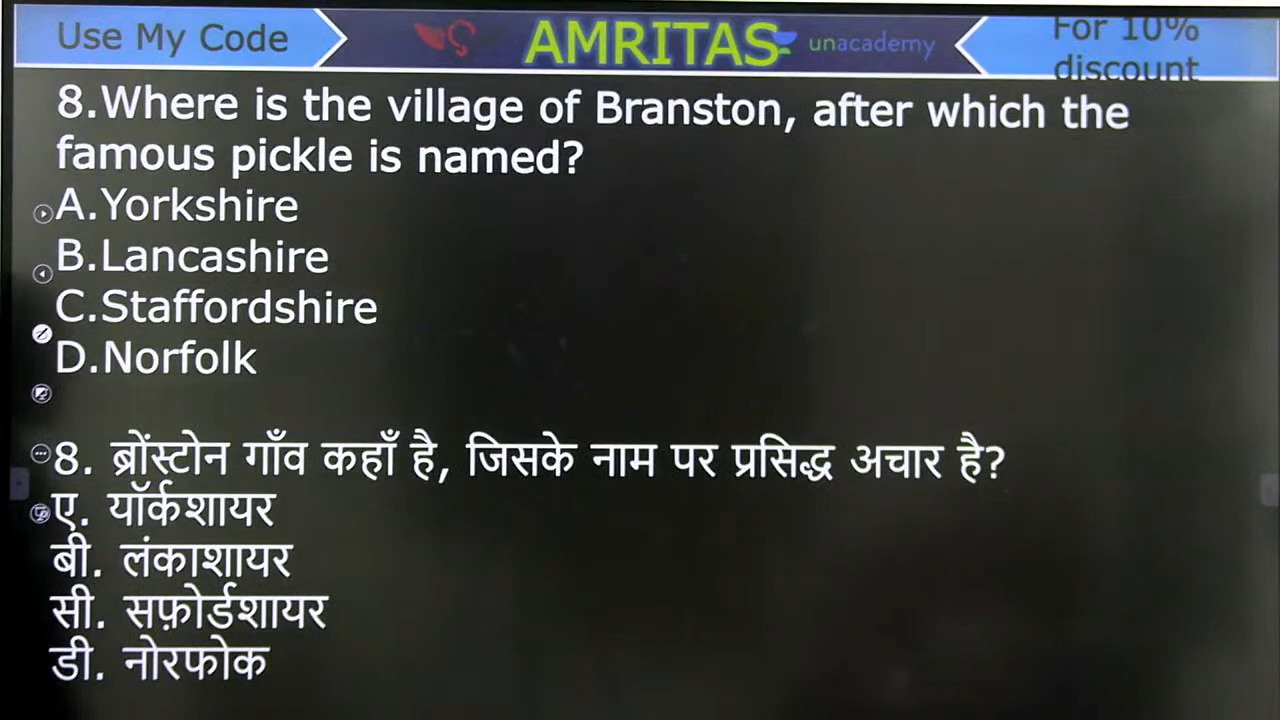 Use My Code
AMRITAS
unacademy
For 10%
discount
8.Where is the village of Branston, after which the
famous pickle is named?
A.Yorkshire
B.Lancashire
C.Staffordshire
D.Norfolk
8. ब्रोंस्टोन गाँव कहाँ है, जिसके नाम पर प्रसिद्ध अचार है?
ए. यॉर्कशायर
बी. लंकाशायर
सी. सफ़ोर्डशायर
डी. नोरफोक